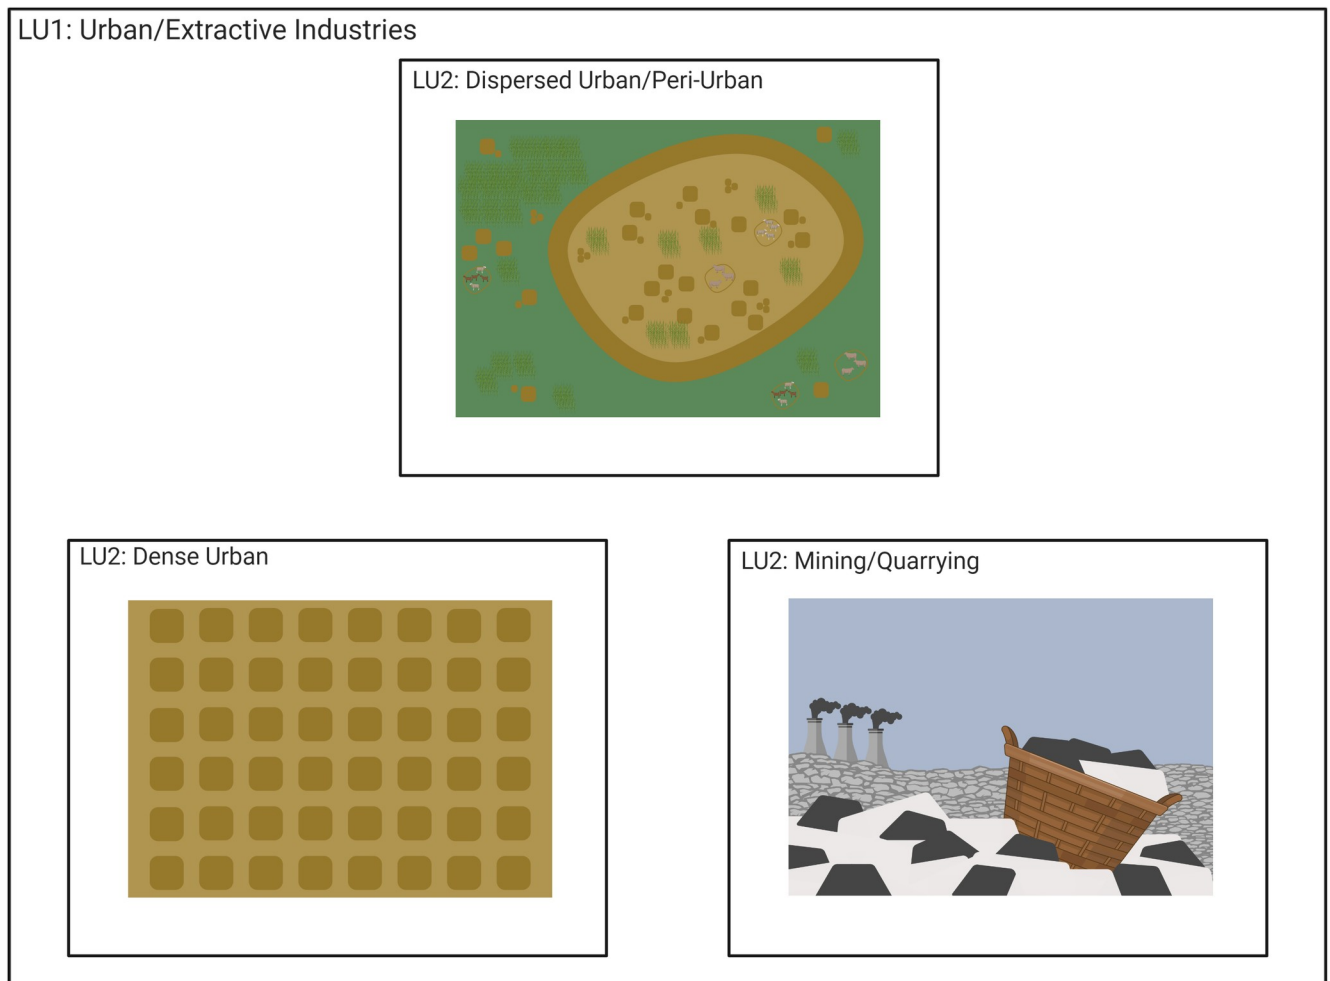 LU1: Urban/Extractive Industries
LU2: Dispersed Urban/Peri-Urban
LU2: Dense Urban
LU2: Mining/Quarrying